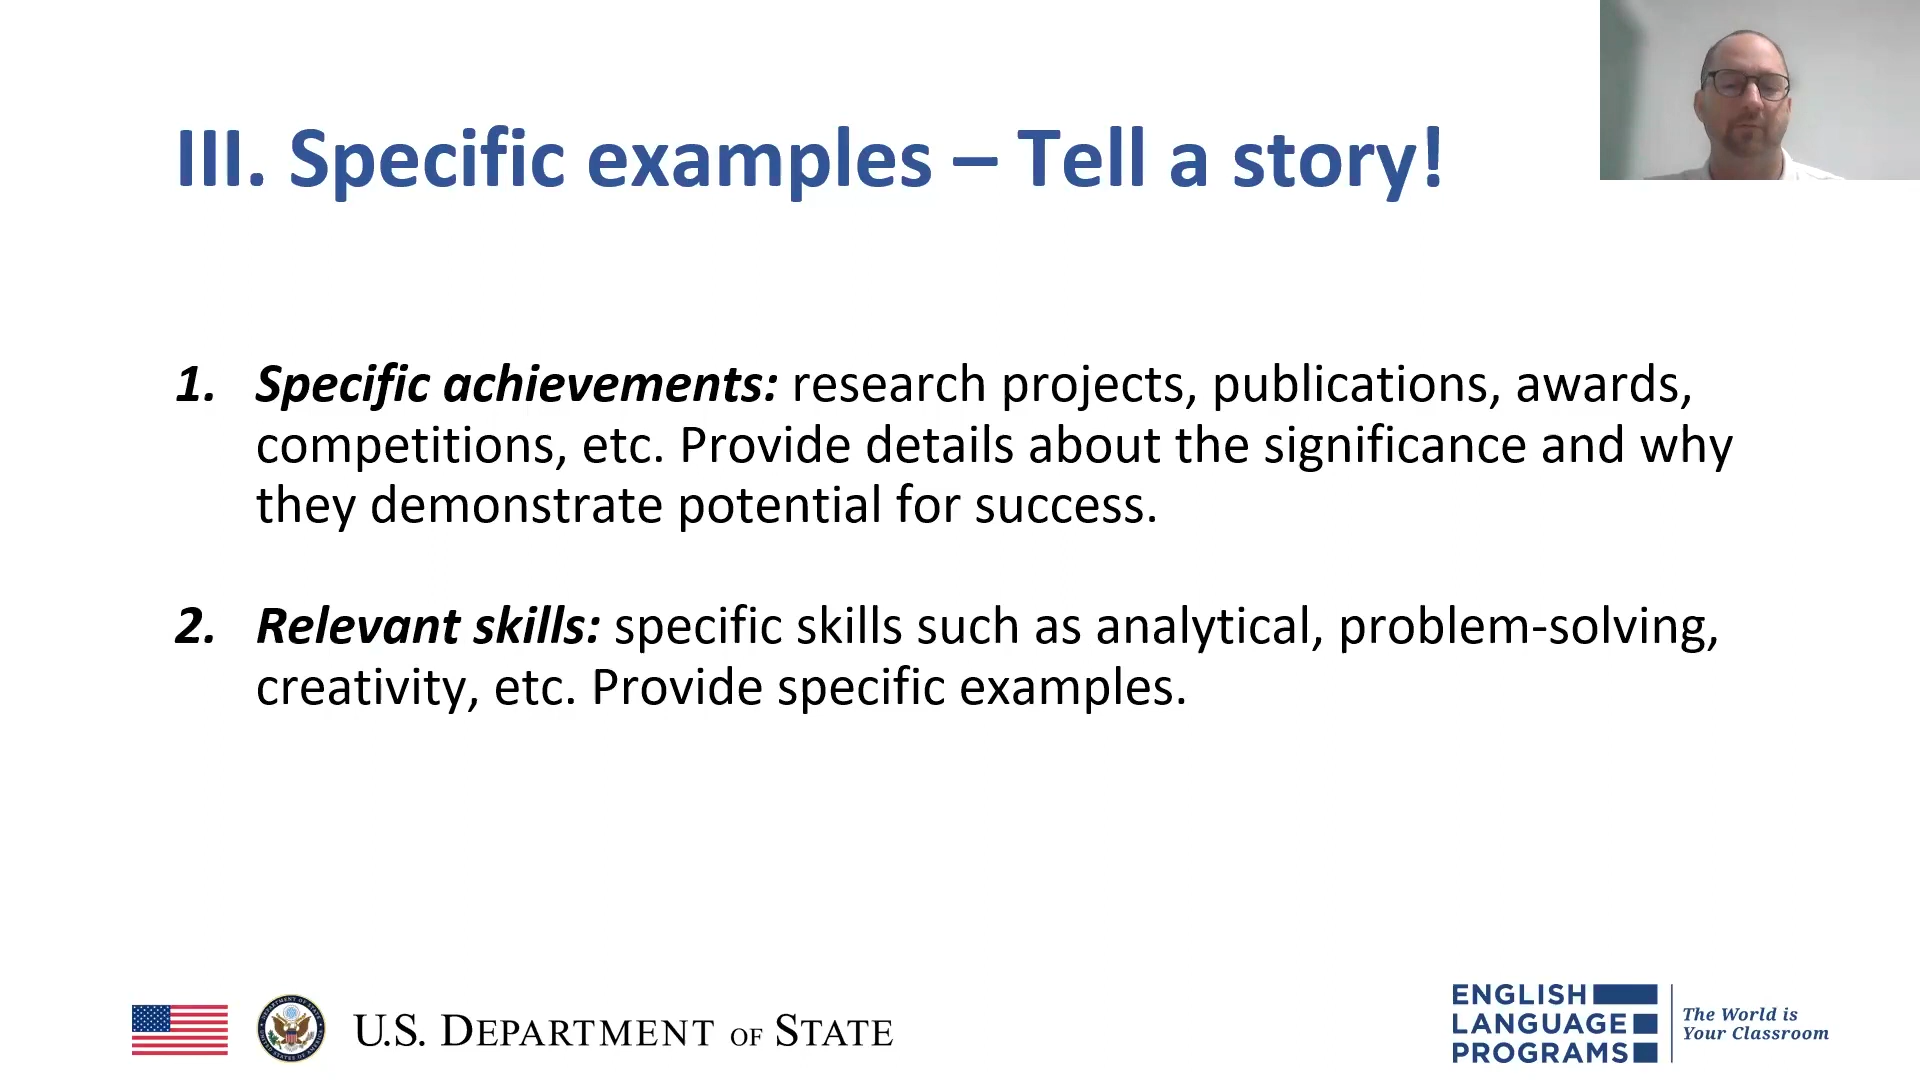 III. Specific examples – Tell a story!
1. Specific achievements: research projects, publications, awards,
competitions, etc. Provide details about the significance and why
they demonstrate potential for success.
2. Relevant skills: specific skills such as analytical, problem-solving,
creativity, etc. Provide specific examples.
U.S. DEPARTMENT OF STATE
ENGLISH
LANGUAGE
PROGRAMS
The World is
Your Classroom